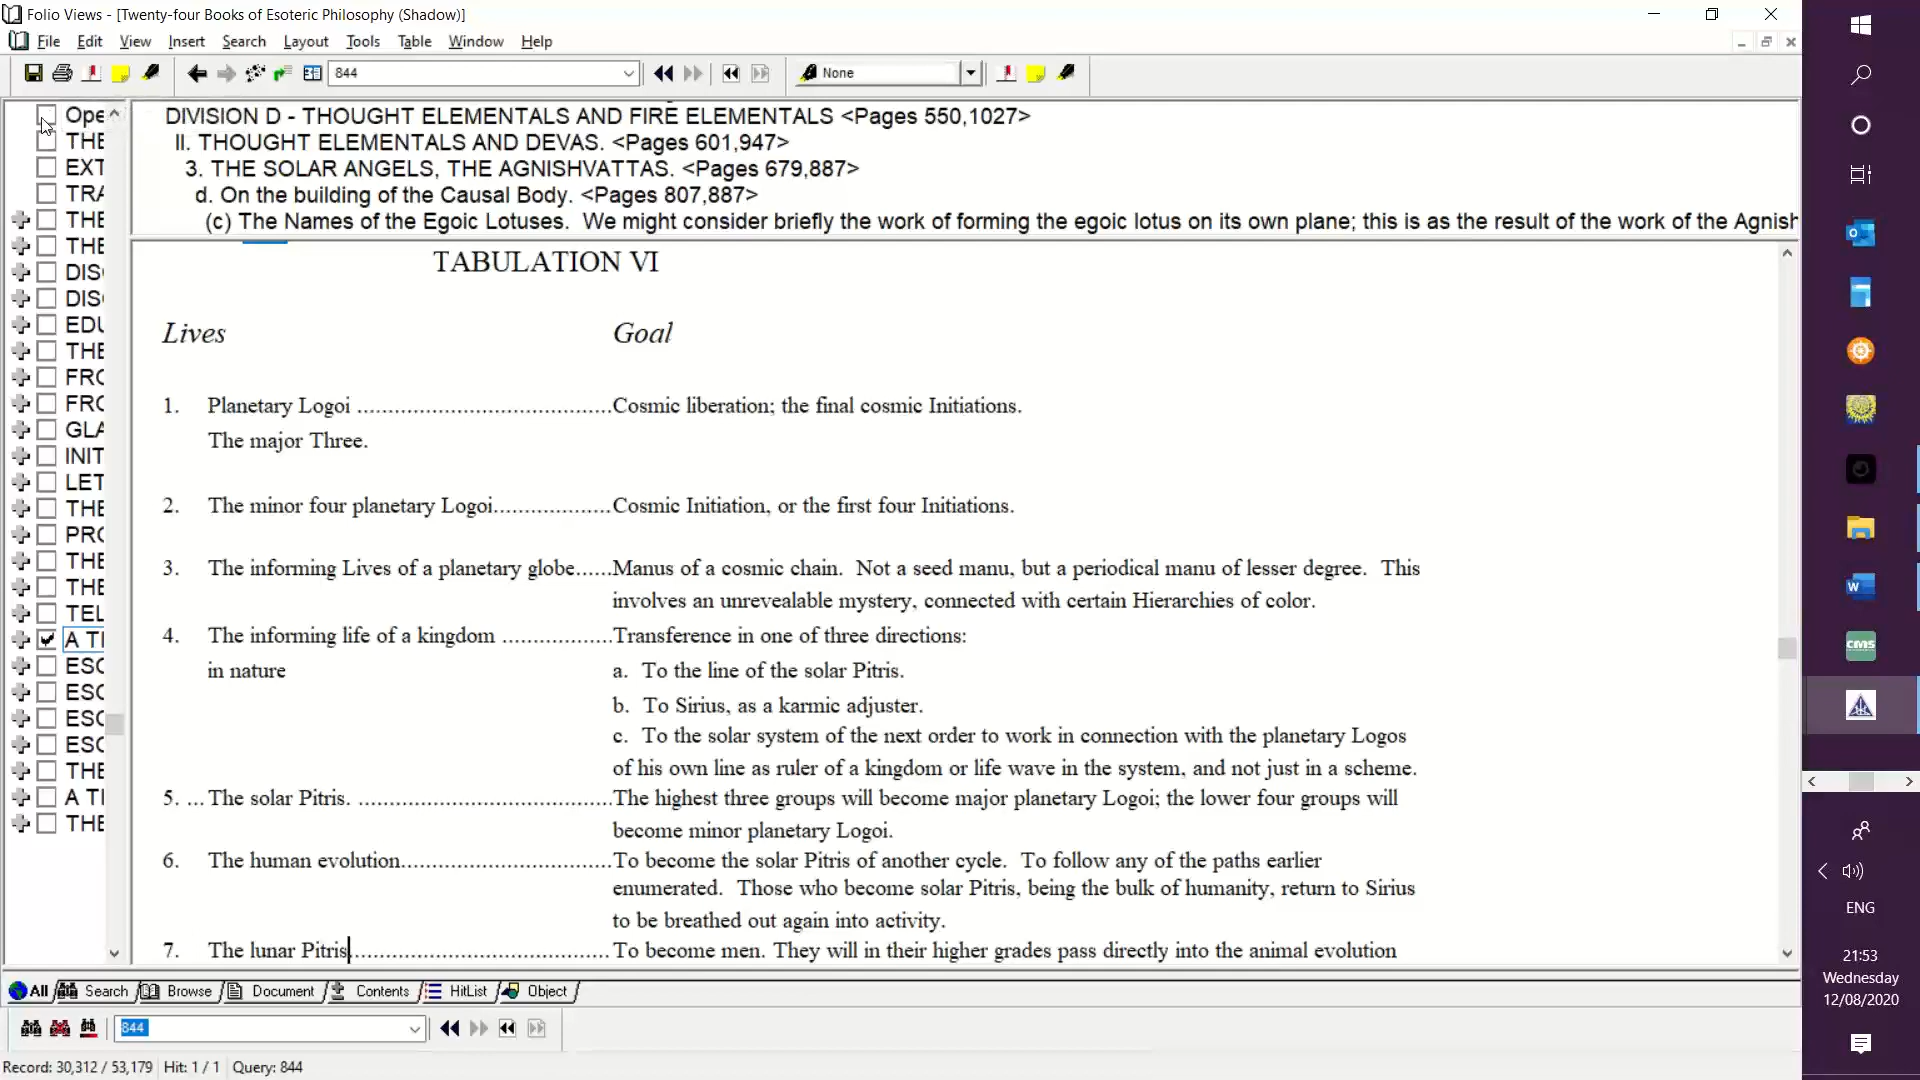 Folio Views - [Twenty-four Books of Esoteric Philosophy (Shadow)]
File Edit View Insert Search Layout Tools Table Window Help
844
None
Ope
THE
EXT
TRA
THE
THE
DIS
DIS
EDU
THE
FRO
FRO
GLA
INIT
LET
THE
PRO
THE
THE
TEL
A TI
ESO
ESO
ESO
ESO
THE
A TI
THE
DIVISION D - THOUGHT ELEMENTALS AND FIRE ELEMENTALS <Pages 550,1027>
II. THOUGHT ELEMENTALS AND DEVAS. <Pages 601,947>
3. THE SOLAR ANGELS, THE AGNISHVATTAS. <Pages 679,887>
d. On the building of the Causal Body. <Pages 807,887>
(c) The Names of the Egoic Lotuses.  We might consider briefly the work of forming the egoic lotus on its own plane; this is as the result of the work of the Agnish
TABULATION VI
Lives Goal
1. Planetary Logoi .........................................Cosmic liberation; the final cosmic Initiations.
The major Three.
2. The minor four planetary Logoi...................Cosmic Initiation, or the first four Initiations.
3. The informing Lives of a planetary globe......Manus of a cosmic chain.  Not a seed manu, but a periodical manu of lesser degree.  This
involves an unrevealable mystery, connected with certain Hierarchies of color.
4. The informing life of a kingdom ..................Transference in one of three directions:
in nature a. To the line of the solar Pitris.
b. To Sirius, as a karmic adjuster.
c. To the solar system of the next order to work in connection with the planetary Logos
of his own line as ruler of a kingdom or life wave in the system, and not just in a scheme.
5. ... The solar Pitris. .........................................The highest three groups will become major planetary Logoi; the lower four groups will
become minor planetary Logoi.
6. The human evolution..................................To become the solar Pitris of another cycle.  To follow any of the paths earlier
enumerated.  Those who become solar Pitris, being the bulk of humanity, return to Sirius
to be breathed out again into activity.
7. The lunar Pitris..........................................To become men. They will in their higher grades pass directly into the animal evolution
All Search Browse Document Contents HitList Object
844
Record: 30,312 / 53,179 Hit: 1 / 1 Query: 844
CMS
ENG
21:53
Wednesday
12/08/2020